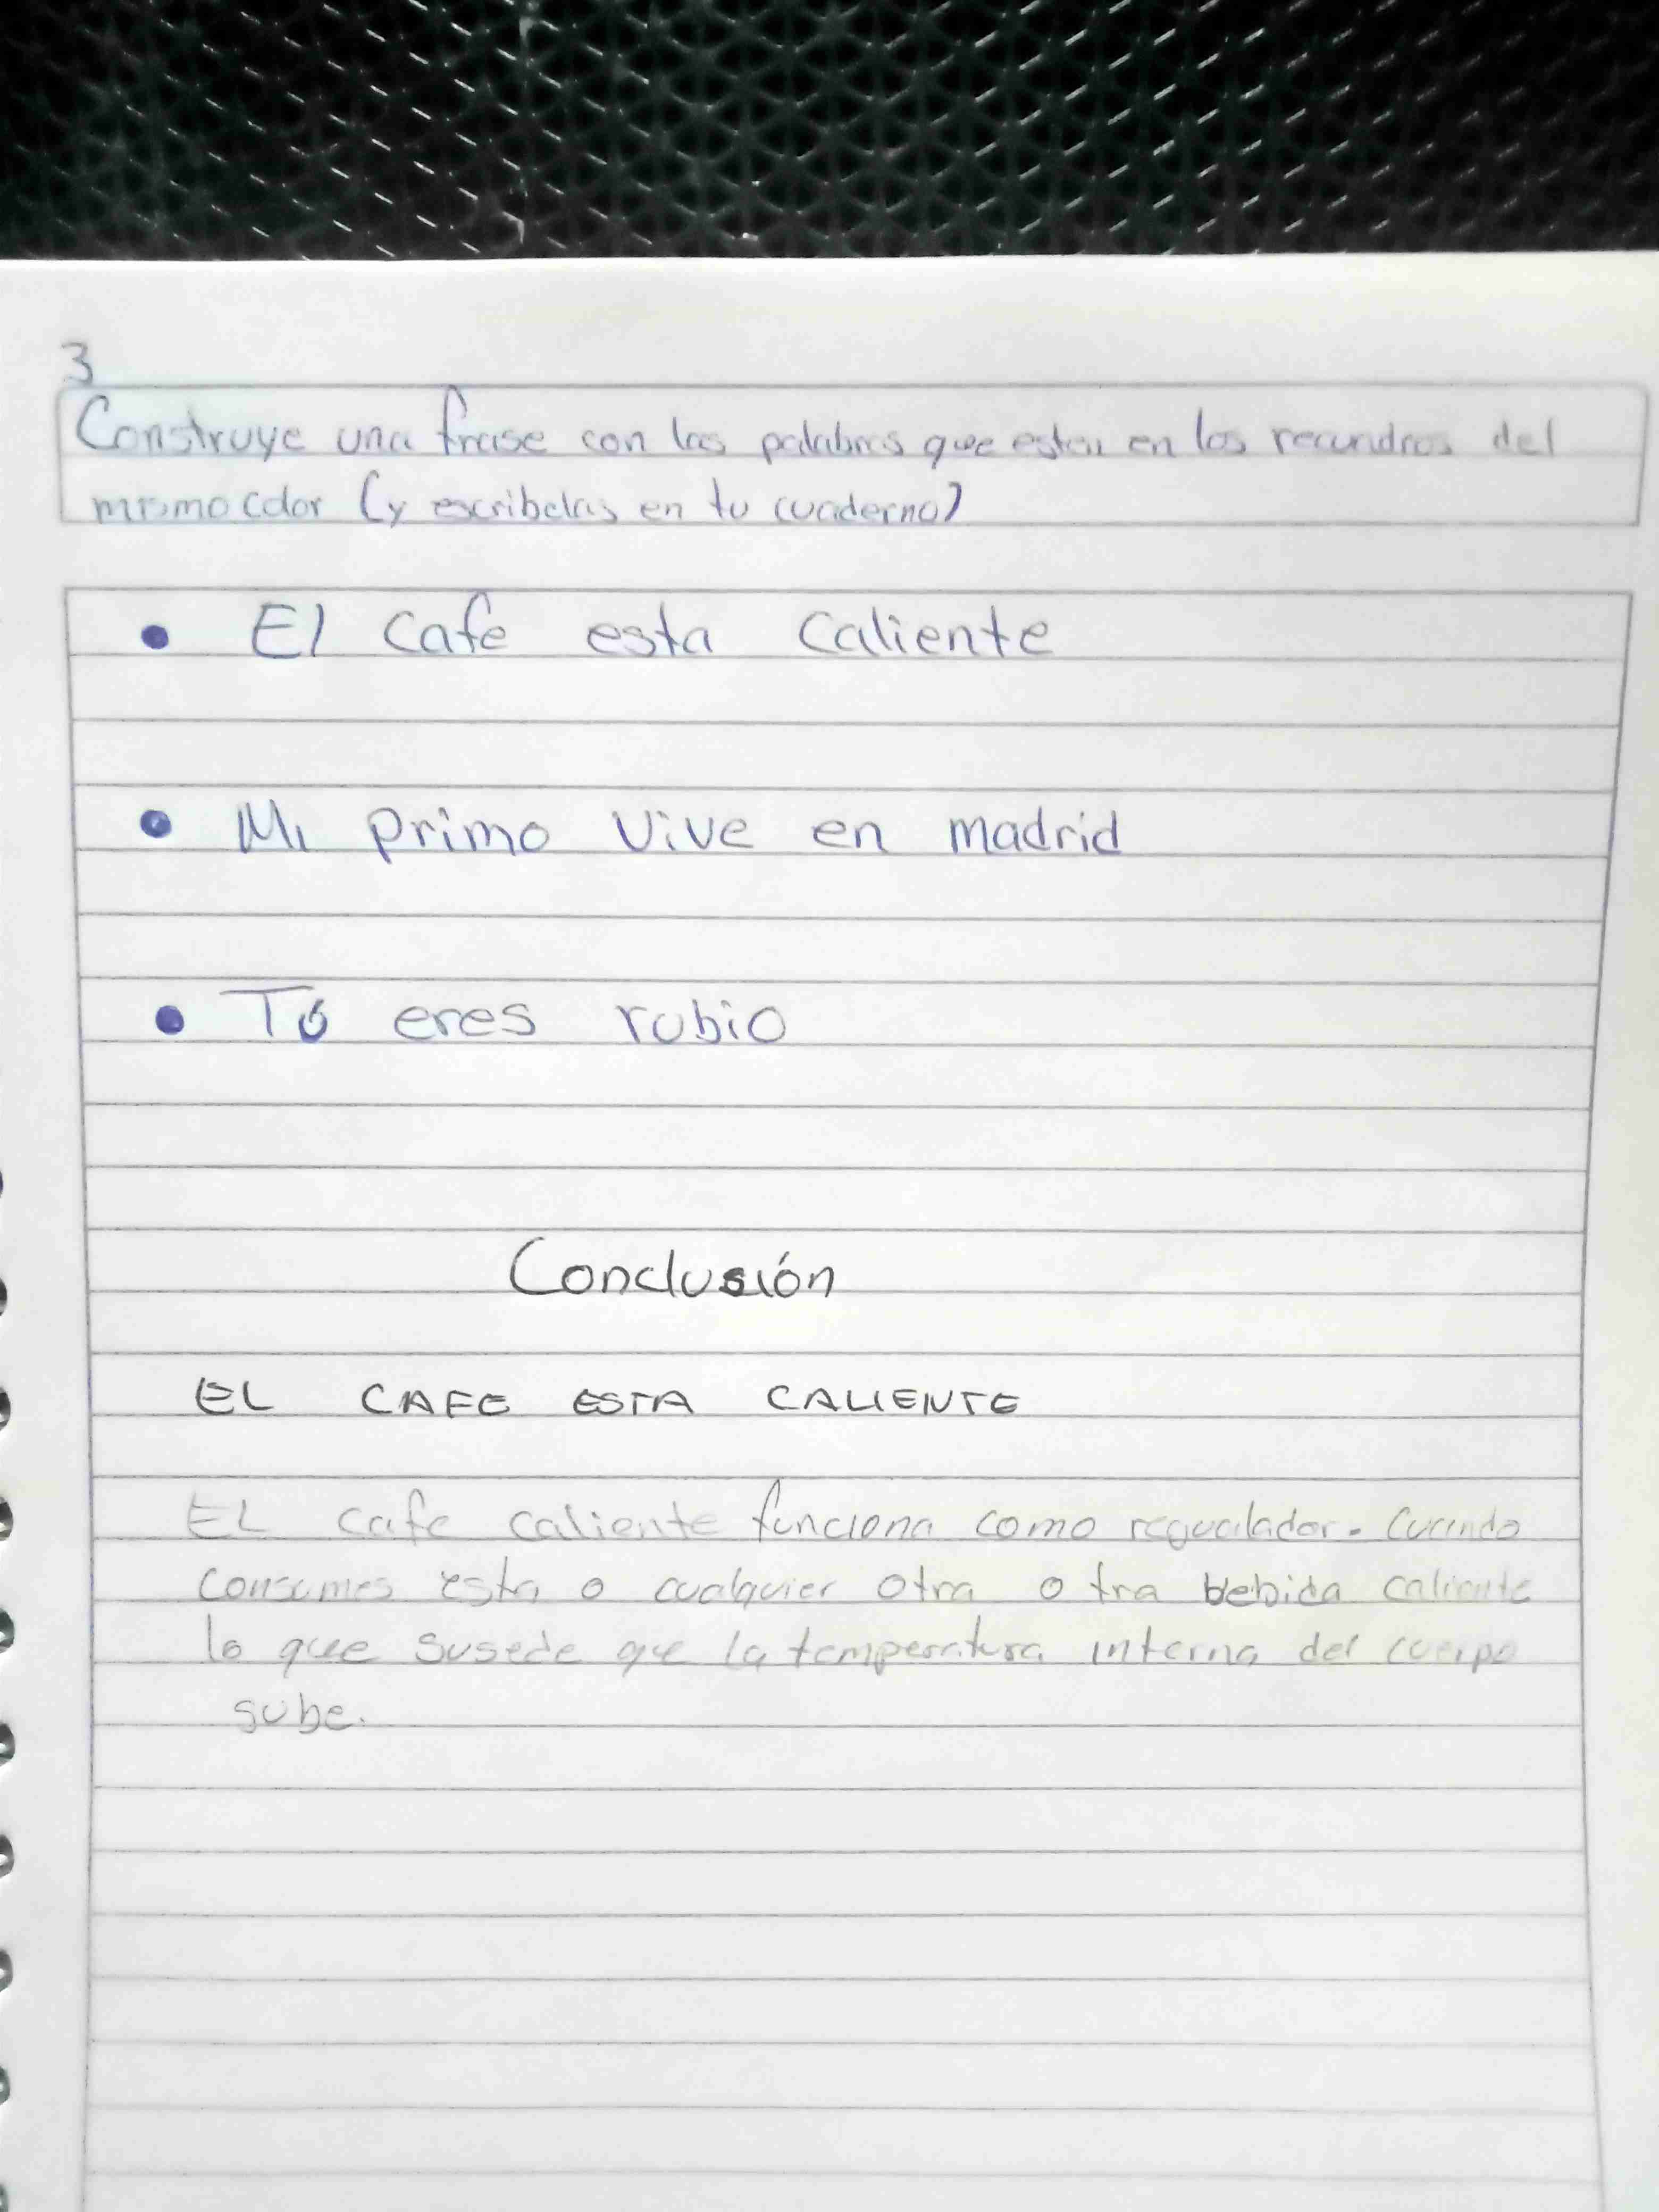 3
Construye una frase con las palabras que estan en los recundros del
mismo color (y escribelas en tu cuaderno)
• El cafe esta caliente
• Mi primo vive en madrid
• Tú eres rubio
Conclusión
EL CAFE ESTA CALIENTE
EL cafe caliente funciona como regualador. Cuando
consumes esta o cualquier otra otra bebida caliente
lo que susede que la temperatura interna del cuerpo
sube.